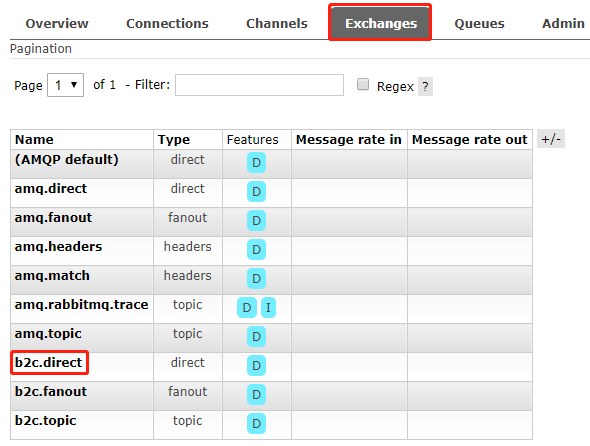 Overview Connections Channels Exchanges Queues Admin
Pagination
Page 1 of 1 - Filter: Regex ?
Name Type Features Message rate in Message rate out +/-
(AMQP default) direct D
amq.direct direct D
amq.fanout fanout D
amq.headers headers D
amq.match headers D
amq.rabbitmq.trace topic D I
amq.topic topic D
b2c.direct direct D
b2c.fanout fanout D
b2c.topic topic D